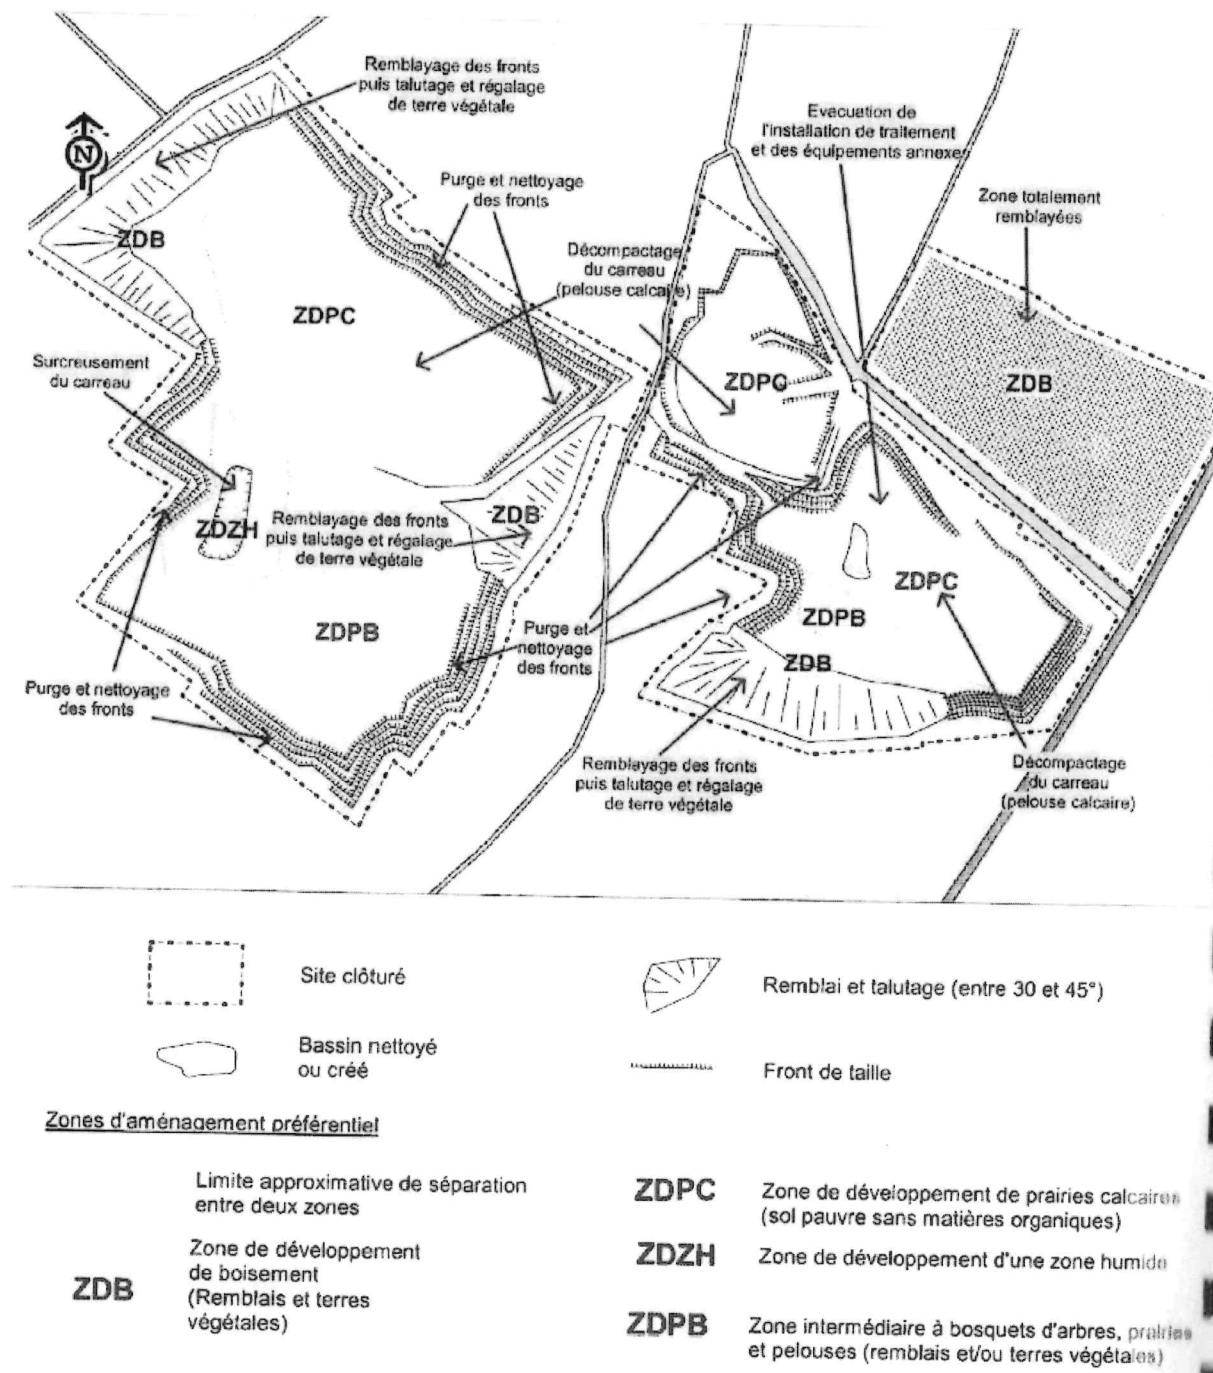 Remblayage des fronts
puis talutage et régalage
de terre végétale
Evacuation de
l'installation de traitement
et des équipements annexes
N
Purge et nettoyage
des fronts
Zone totalement
remblayées
ZDB
Décompactage
du carreau
(pelouse calcaire)
ZDPC
Surcreusement
du carreau
ZDPC
ZDB
ZDZH
Remblayage des fronts
puis talutage et régalage
de terre végétale
ZDB
ZDPC
ZDPB
ZDPB
Purge et
nettoyage
des fronts
ZDB
Purge et nettoyage
des fronts
Remblayage des fronts
puis talutage et régalage
de terre végétale
Décompactage
du carreau
(pelouse calcaire)
Site clôturé
Remblai et talutage (entre 30 et 45°)
Bassin nettoyé
ou créé
Front de taille
Zones d'aménagement préférentiel
Limite approximative de séparation
entre deux zones
ZDB
Zone de développement
de boisement
(Remblais et terres
végétales)
ZDPC
Zone de développement de prairies calcaires
(sol pauvre sans matières organiques)
ZDZH
Zone de développement d'une zone humide
ZDPB
Zone intermédiaire à bosquets d'arbres, prairies
et pelouses (remblais et/ou terres végétales)